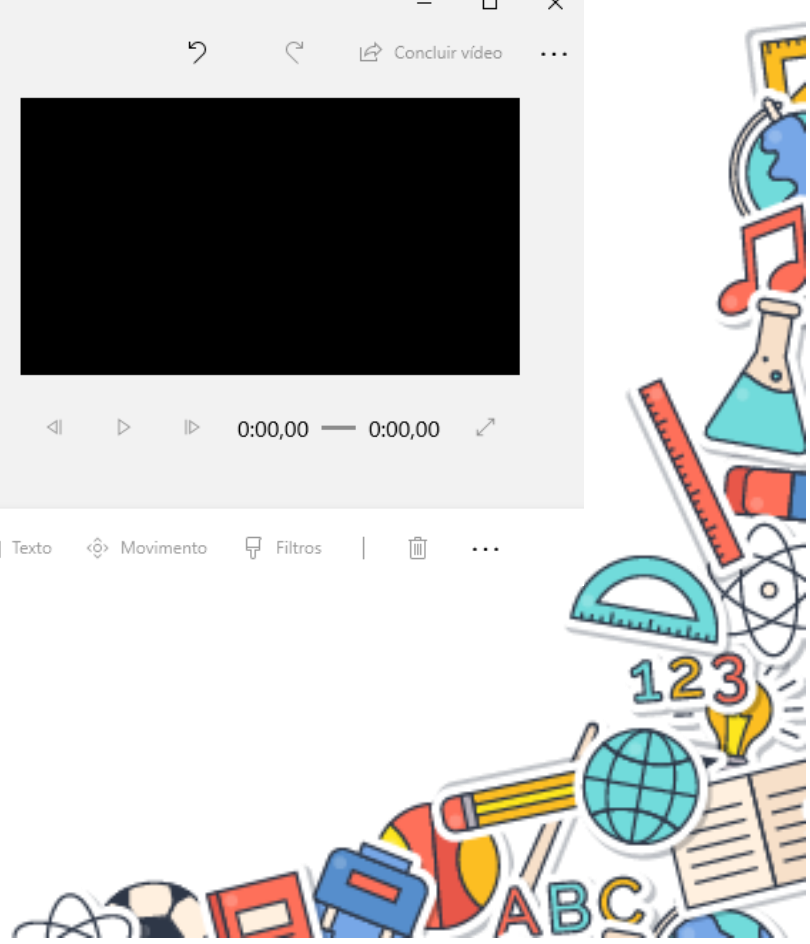 Concluir vídeo
0:00,00 0:00,00
Texto Movimento Filtros
123
ABC